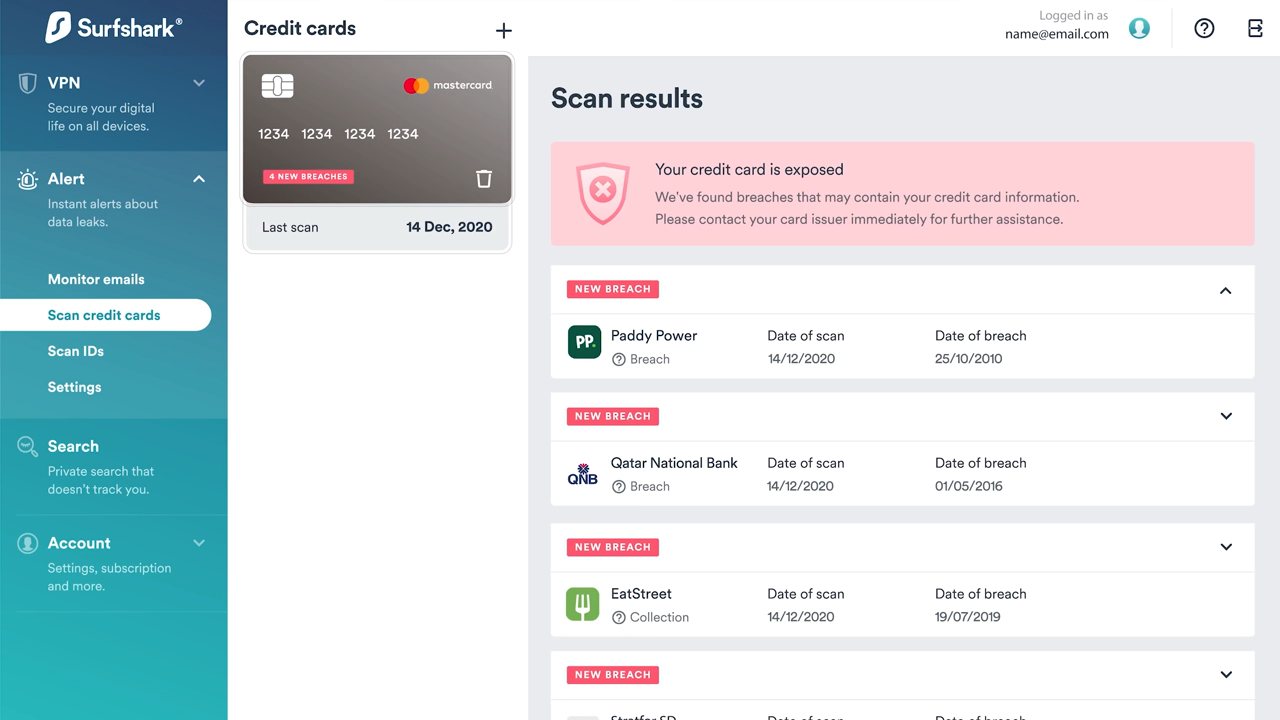 Surfshark®
VPN
Secure your digital
life on all devices.
Alert
Instant alerts about
data leaks.
Monitor emails
Scan credit cards
Scan IDs
Settings
Search
Private search that
doesn't track you.
Account
Settings, subscription
and more.
Credit cards
mastercard
1234 1234 1234 1234
4 NEW BREACHES
Last scan 14 Dec, 2020
Logged in as
name@email.com
Scan results
Your credit card is exposed
We've found breaches that may contain your credit card information.
Please contact your card issuer immediately for further assistance.
NEW BREACH
PP.
Paddy Power Date of scan Date of breach
Breach 14/12/2020 25/10/2010
NEW BREACH
QNB
Qatar National Bank Date of scan Date of breach
Breach 14/12/2020 01/05/2016
NEW BREACH
EatStreet Date of scan Date of breach
Collection 14/12/2020 19/07/2019
NEW BREACH
Date of scan Date of breach